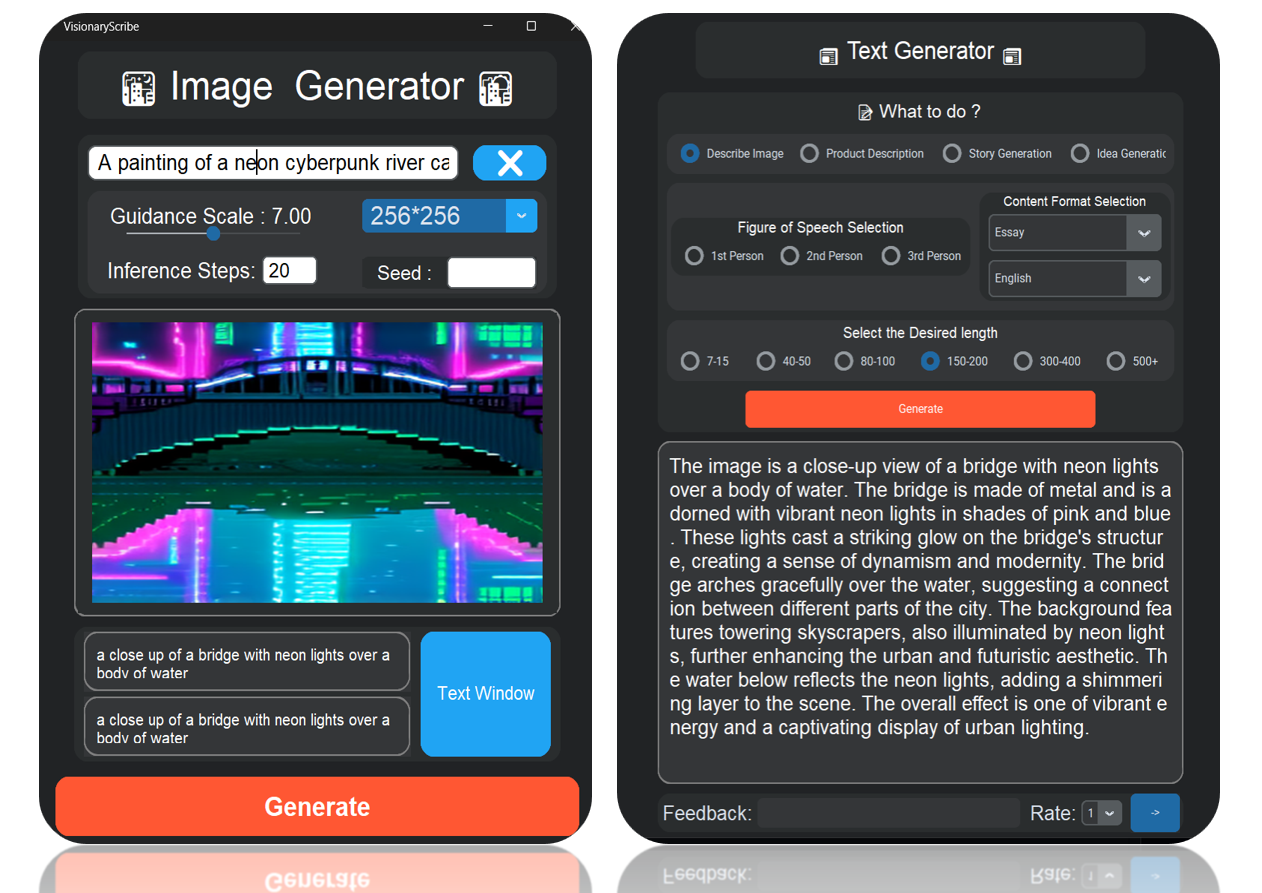 VisionaryScribe
Image Generator
A painting of a neon cyberpunk river ca
Guidance Scale : 7.00
256*256
Inference Steps: 20
Seed :
a close up of a bridge with neon lights over a
body of water
a close up of a bridge with neon lights over a
body of water
Text Window
Generate
Text Generator
What to do ?
Describe Image
Product Description
Story Generation
Idea Generatic
Figure of Speech Selection
1st Person
2nd Person
3rd Person
Content Format Selection
Essay
English
Select the Desired length
7-15
40-50
80-100
150-200
300-400
500+
Generate
The image is a close-up view of a bridge with neon lights
over a body of water. The bridge is made of metal and is a
dorned with vibrant neon lights in shades of pink and blue
. These lights cast a striking glow on the bridge's structur
e, creating a sense of dynamism and modernity. The brid
ge arches gracefully over the water, suggesting a connect
ion between different parts of the city. The background fea
tures towering skyscrapers, also illuminated by neon light
s, further enhancing the urban and futuristic aesthetic. Th
e water below reflects the neon lights, adding a shimmeri
ng layer to the scene. The overall effect is one of vibrant e
nergy and a captivating display of urban lighting.
Feedback:
Rate: 1
->